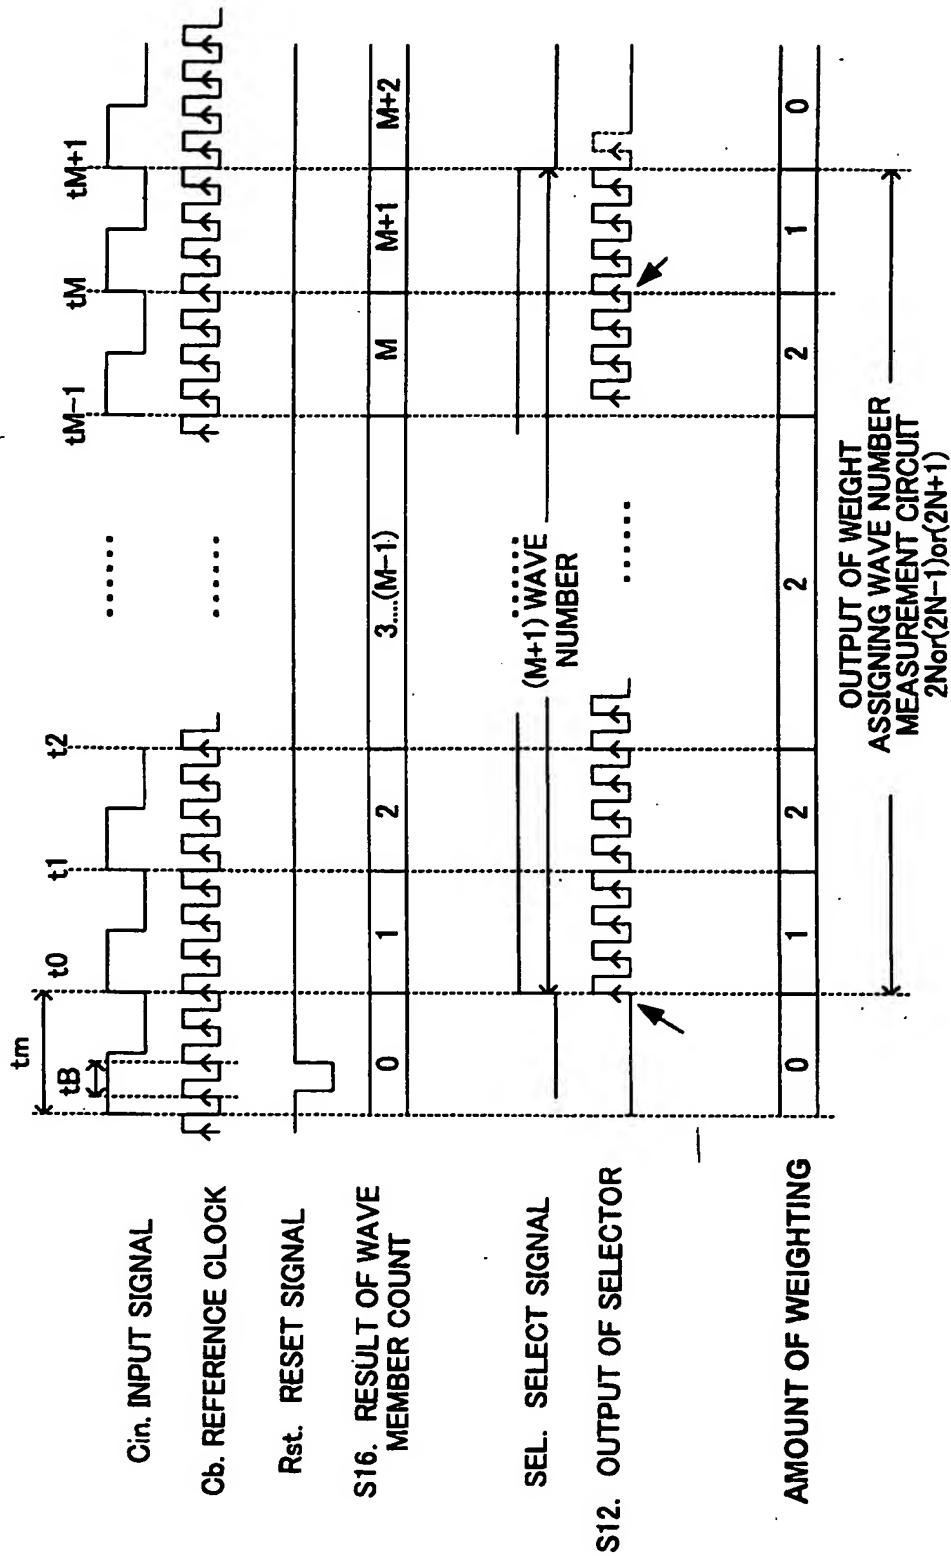 tm
tB
t0
t1
t2
tM−1
tM
tM+1
Cin. INPUT SIGNAL
......
Cb. REFERENCE CLOCK
......
Rst. RESET SIGNAL
S16. RESULT OF WAVE
MEMBER COUNT
0
1
2
3....(M−1)
M
M+1
M+2
SEL. SELECT SIGNAL
......
(M+1) WAVE
NUMBER
S12. OUTPUT OF SELECTOR
......
AMOUNT OF WEIGHTING
0
1
2
2
2
1
0
OUTPUT OF WEIGHT
ASSIGNING WAVE NUMBER
MEASUREMENT CIRCUIT
2Nor(2N−1)or(2N+1)